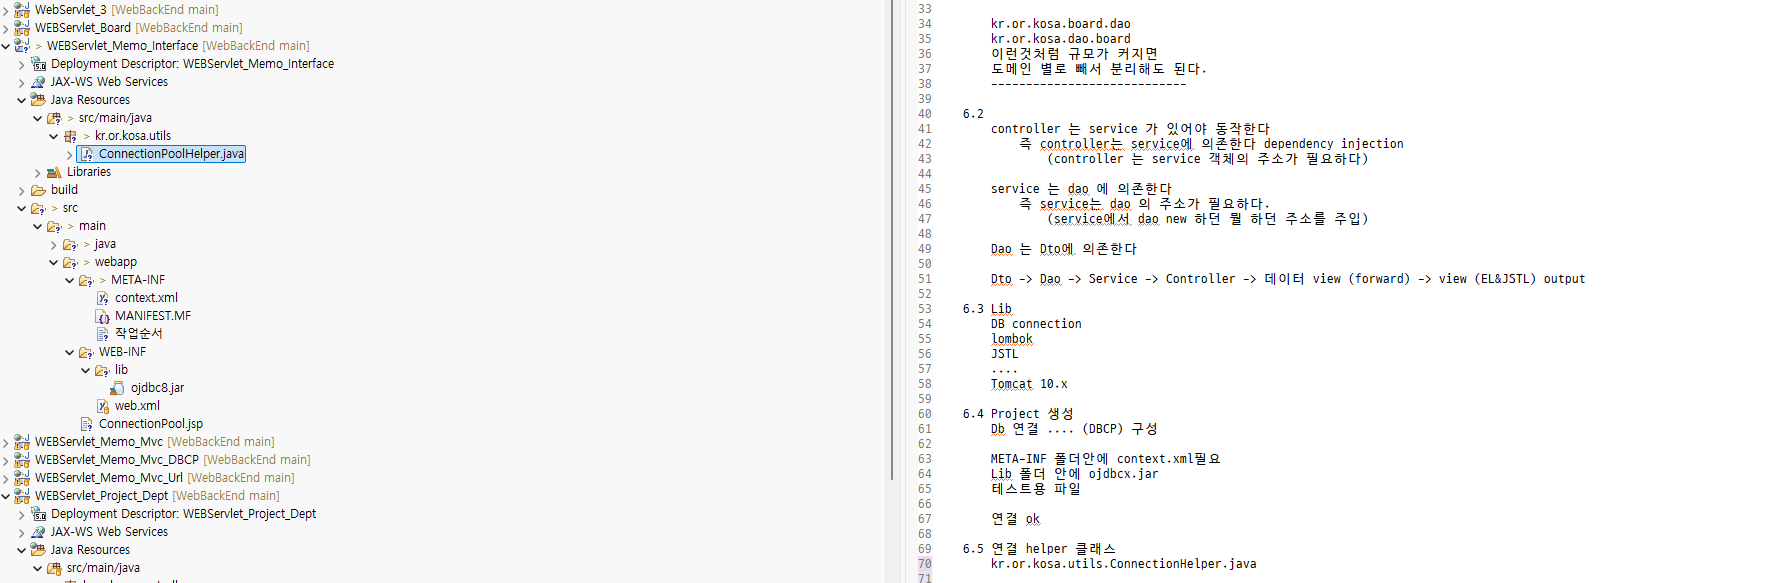 WebServlet_3 [WebBackEnd main]
WEBServlet_Board [WebBackEnd main]
> WEBServlet_Memo_Interface [WebBackEnd main]
Deployment Descriptor: WEBServlet_Memo_Interface
JAX-WS Web Services
Java Resources
> src/main/java
> kr.or.kosa.utils
ConnectionPoolHelper.java
Libraries
build
> src
> main
> java
> webapp
> META-INF
context.xml
MANIFEST.MF
작업순서
WEB-INF
lib
ojdbc8.jar
web.xml
ConnectionPool.jsp
WEBServlet_Memo_Mvc [WebBackEnd main]
WEBServlet_Memo_Mvc_DBCP [WebBackEnd main]
WEBServlet_Memo_Mvc_Url [WebBackEnd main]
WEBServlet_Project_Dept [WebBackEnd main]
Deployment Descriptor: WEBServlet_Project_Dept
JAX-WS Web Services
Java Resources
src/main/java
33
34 kr.or.kosa.board.dao
35 kr.or.kosa.dao.board
36 이런것처럼 규모가 커지면
37 도메인 별로 빼서 분리해도 된다.
38 ----------------------------
39
40 6.2
41 controller 는 service 가 있어야 동작한다
42 즉 controller는 service에 의존한다 dependency injection
43 (controller 는 service 객체의 주소가 필요하다)
44
45 service 는 dao 에 의존한다
46 즉 service는 dao 의 주소가 필요하다.
47 (service에서 dao new 하던 뭘 하던 주소를 주입)
48
49 Dao 는 Dto에 의존한다
50
51 Dto -> Dao -> Service -> Controller -> 데이터 view (forward) -> view (EL&JSTL) output
52
53 6.3 Lib
54 DB connection
55 lombok
56 JSTL
57 ....
58 Tomcat 10.x
59
60 6.4 Project 생성
61 Db 연결 .... (DBCP) 구성
62
63 META-INF 폴더안에 context.xml필요
64 Lib 폴더 안에 ojdbcx.jar
65 테스트용 파일
66
67 연결 ok
68
69 6.5 연결 helper 클래스
70 kr.or.kosa.utils.ConnectionHelper.java
71